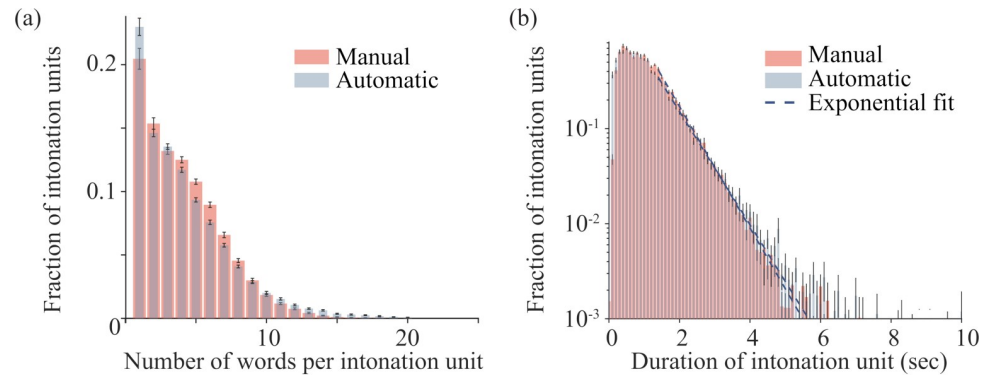 (a)
Fraction of intonation units
0.2
0.1
0
Manual
Automatic
10
20
Number of words per intonation unit
(b)
Fraction of intonation units
10⁻¹
10⁻²
10⁻³
Manual
Automatic
Exponential fit
0 2 4 6 8 10
Duration of intonation unit (sec)